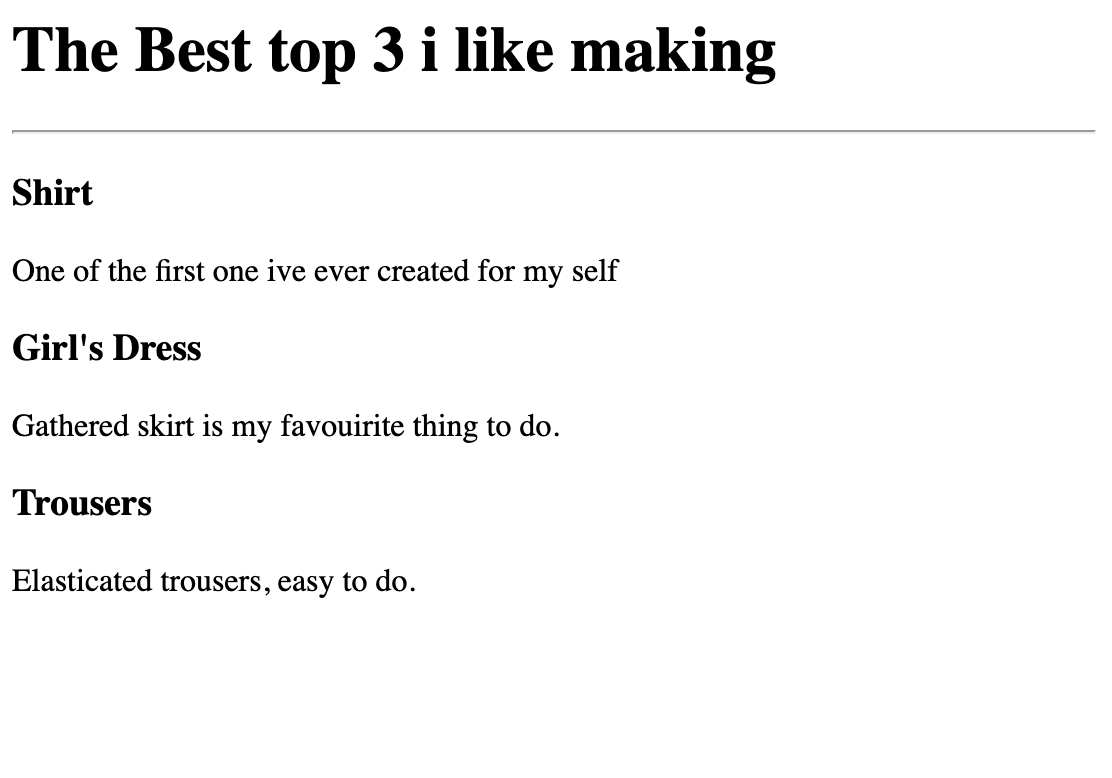 The Best top 3 i like making
Shirt
One of the first one ive ever created for my self
Girl's Dress
Gathered skirt is my favouirite thing to do.
Trousers
Elasticated trousers, easy to do.